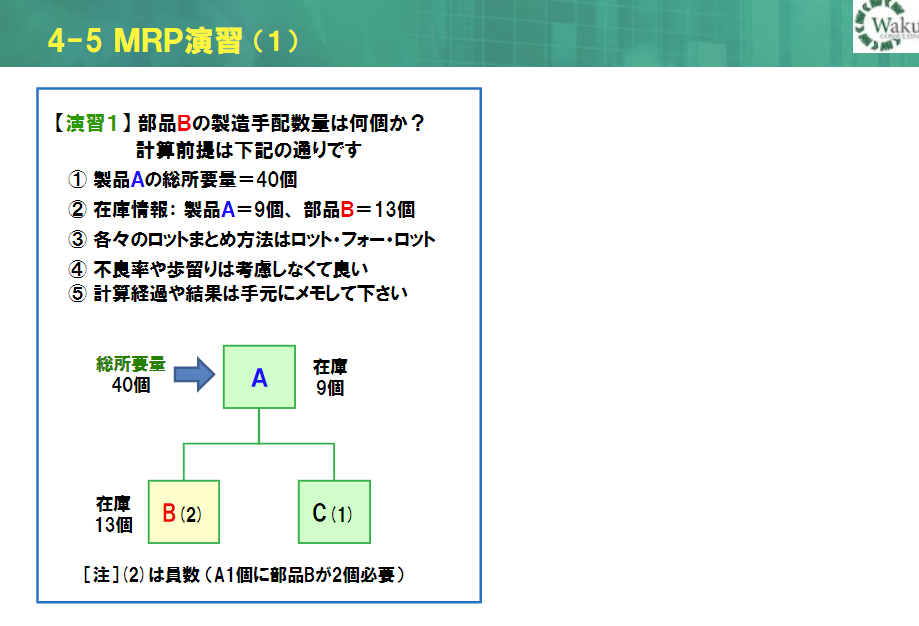 4-5 MRP演習(1)
Waku
【演習1】部品Bの製造手配数量は何個か?
計算前提は下記の通りです
① 製品Aの総所要量=40個
② 在庫情報: 製品A=9個、部品B=13個
③ 各々のロットまとめ方法はロット・フォー・ロット
④ 不良率や歩留りは考慮しなくて良い
⑤ 計算経過や結果は手元にメモして下さい
総所要量
40個
A
在庫
9個
在庫
13個
B(2)
C(1)
[注](2)は員数(A1個に部品Bが2個必要)